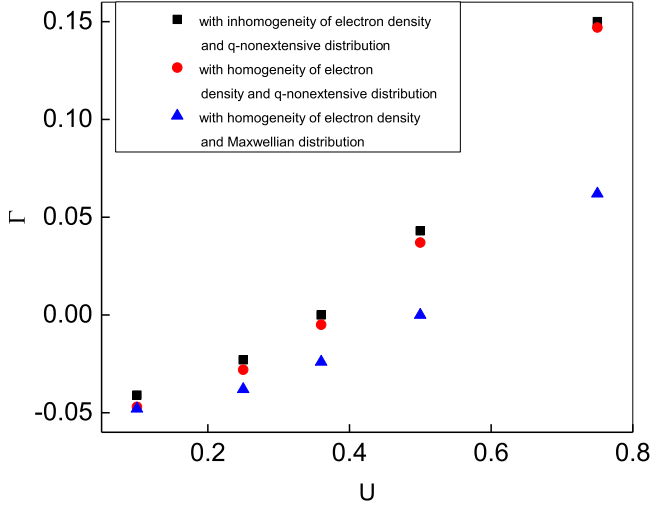 0.15
with inhomogeneity of electron density
and q-nonextensive distribution
with homogeneity of electron
density and q-nonextensive distribution
with homogeneity of electron density
and Maxwellian distribution
0.10
0.05
Γ
0.00
-0.05
0.2 0.4 0.6 0.8
U